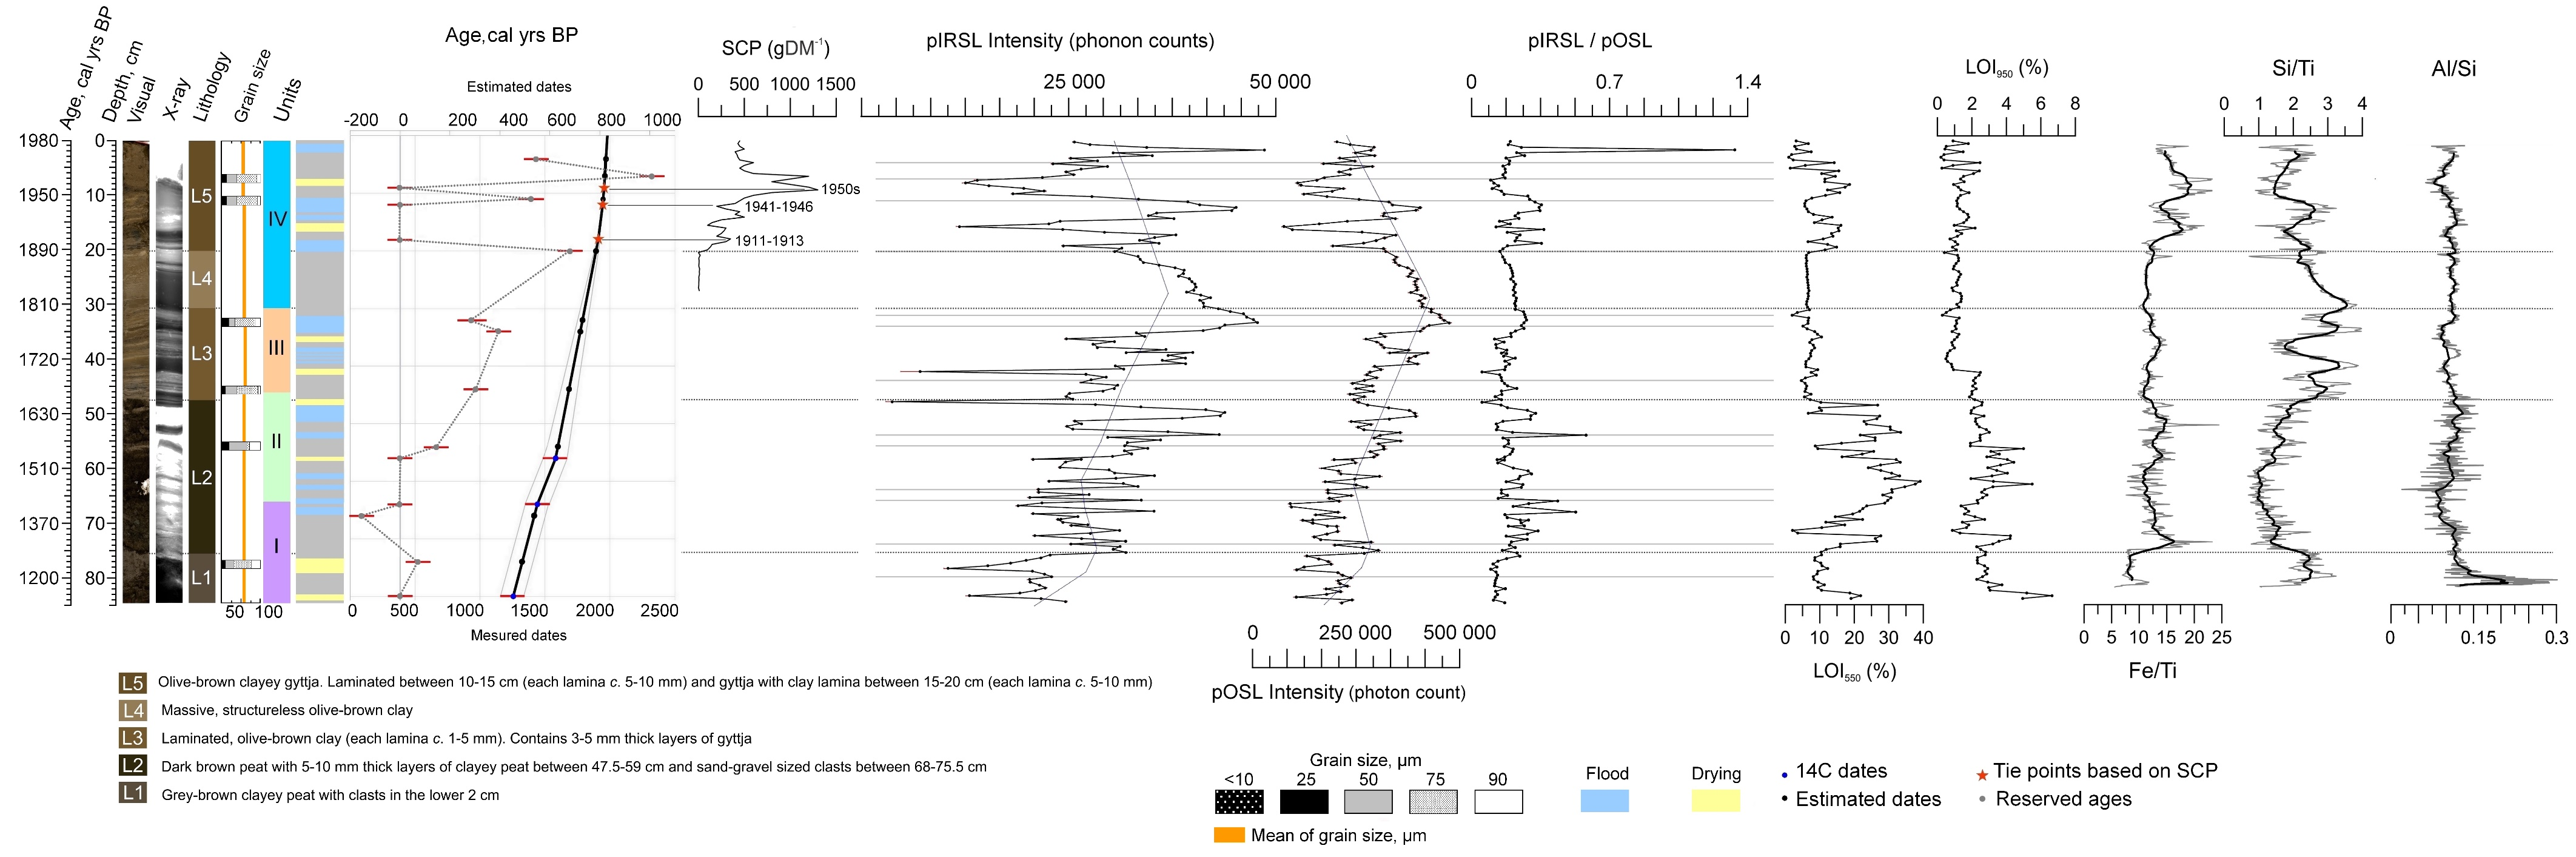 Age, cal yrs BP
Depth, cm
Visual
X-ray
Lithology
Grain size
Units
Age,cal yrs BP
Estimated dates
-200 0 200 400 600 800 1000
SCP (gDM-1)
0 500 1000 1500
pIRSL Intensity (phonon counts)
25 000 50 000
pIRSL / pOSL
0 0.7 1.4
LOI950 (%)
0 2 4 6 8
Si/Ti
0 1 2 3 4
Al/Si
1980 0
1950 10
1890 20
1810 30
1720 40
1630 50
1510 60
1370 70
1200 80
L5
L4
L3
L2
L1
IV
III
II
I
1950s
1941-1946
1911-1913
50 100
0 500 1000 1500 2000 2500
Mesured dates
0 250 000 500 000
pOSL Intensity (photon count)
0 10 20 30 40
LOI550 (%)
0 5 10 15 20 25
Fe/Ti
0 0.15 0.3
L5 Olive-brown clayey gyttja. Laminated between 10-15 cm (each lamina c. 5-10 mm) and gyttja with clay lamina between 15-20 cm (each lamina c. 5-10 mm)
L4 Massive, structureless olive-brown clay
L3 Laminated, olive-brown clay (each lamina c. 1-5 mm). Contains 3-5 mm thick layers of gyttja
L2 Dark brown peat with 5-10 mm thick layers of clayey peat between 47.5-59 cm and sand-gravel sized clasts between 68-75.5 cm
L1 Grey-brown clayey peat with clasts in the lower 2 cm
Grain size, µm
<10 25 50 75 90
Mean of grain size, µm
Flood
Drying
14C dates
Estimated dates
Tie points based on SCP
Reserved ages